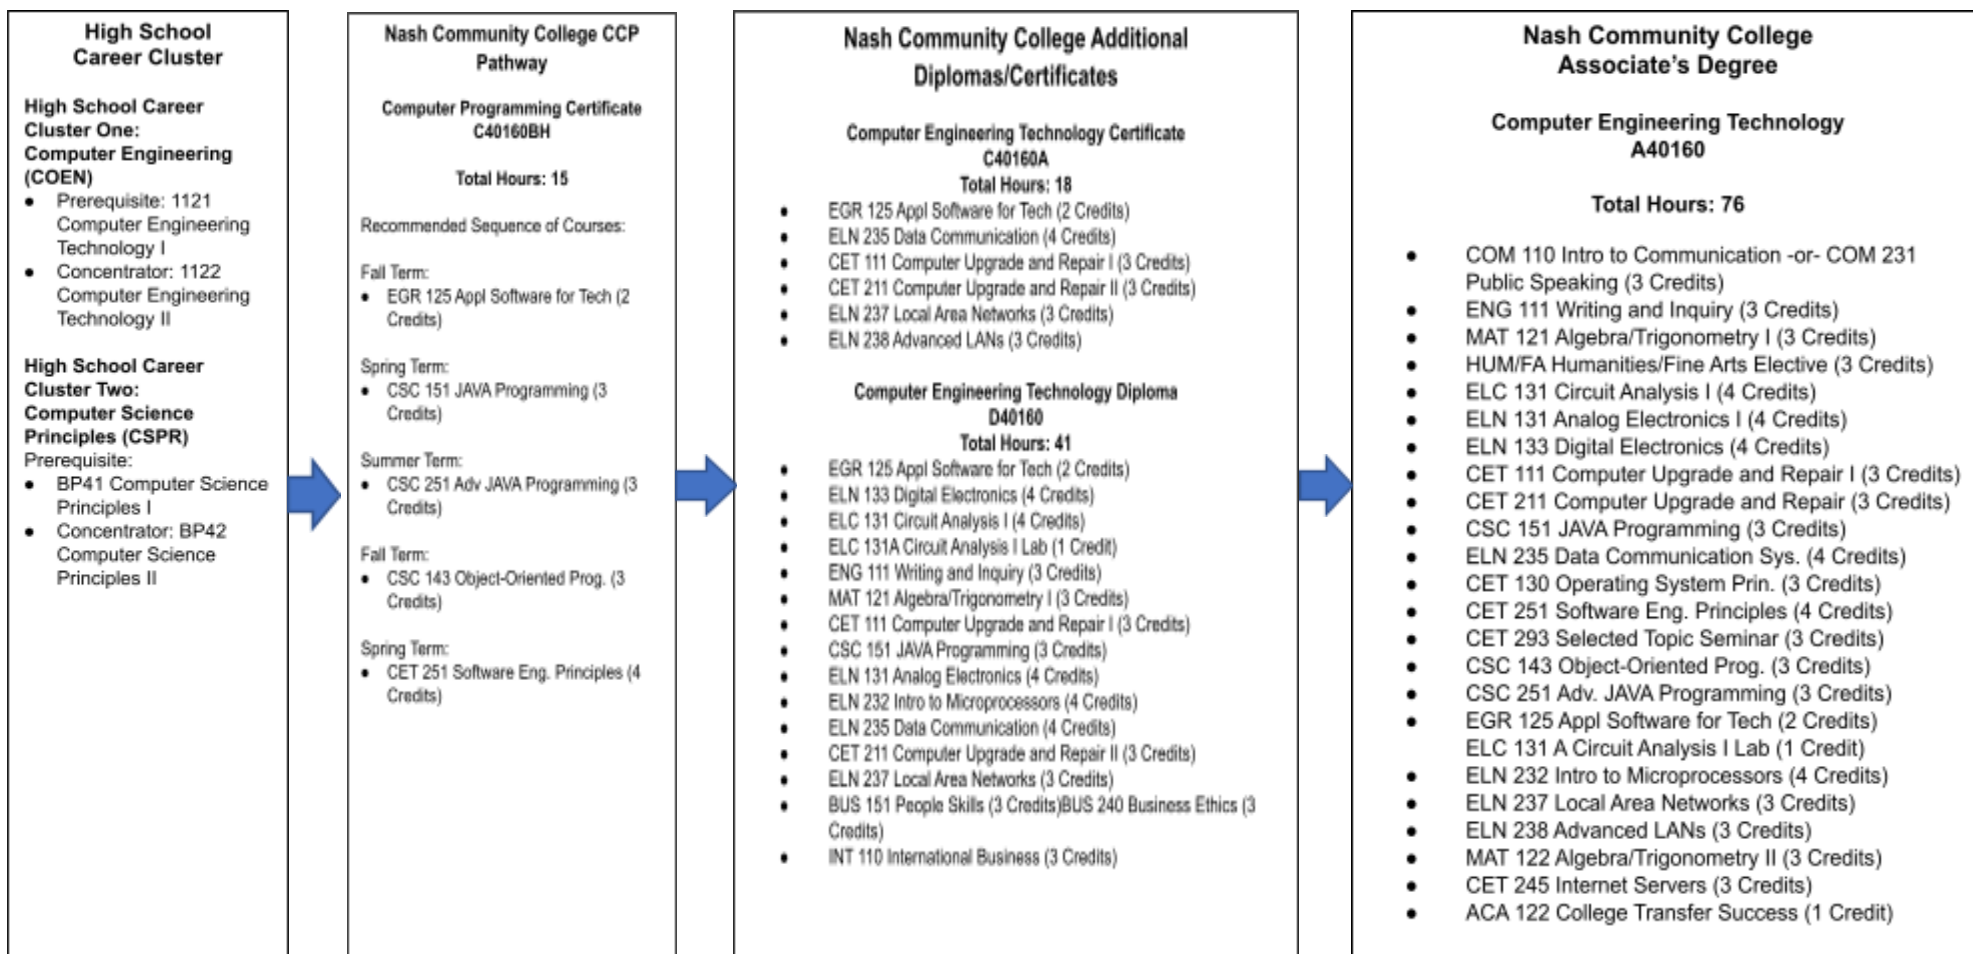 High School
Career Cluster
High School Career
Cluster One:
Computer Engineering
(COEN)
● Prerequisite: 1121
Computer Engineering
Technology I
● Concentrator: 1122
Computer Engineering
Technology II
High School Career
Cluster Two:
Computer Science
Principles (CSPR)
Prerequisite:
● BP41 Computer Science
Principles I
● Concentrator: BP42
Computer Science
Principles II
Nash Community College CCP
Pathway
Computer Programming Certificate
C40160BH
Total Hours: 15
Recommended Sequence of Courses:
Fall Term:
● EGR 125 Appl Software for Tech (2
Credits)
Spring Term:
● CSC 151 JAVA Programming (3
Credits)
Summer Term:
● CSC 251 Adv JAVA Programming (3
Credits)
Fall Term:
● CSC 143 Object-Oriented Prog. (3
Credits)
Spring Term:
● CET 251 Software Eng. Principles (4
Credits)
Nash Community College Additional
Diplomas/Certificates
Computer Engineering Technology Certificate
C40160A
Total Hours: 18
● EGR 125 Appl Software for Tech (2 Credits)
● ELN 235 Data Communication (4 Credits)
● CET 111 Computer Upgrade and Repair I (3 Credits)
● CET 211 Computer Upgrade and Repair II (3 Credits)
● ELN 237 Local Area Networks (3 Credits)
● ELN 238 Advanced LANs (3 Credits)
Computer Engineering Technology Diploma
D40160
Total Hours: 41
● EGR 125 Appl Software for Tech (2 Credits)
● ELN 133 Digital Electronics (4 Credits)
● ELC 131 Circuit Analysis I (4 Credits)
● ELC 131A Circuit Analysis I Lab (1 Credit)
● ENG 111 Writing and Inquiry (3 Credits)
● MAT 121 Algebra/Trigonometry I (3 Credits)
● CET 111 Computer Upgrade and Repair I (3 Credits)
● CSC 151 JAVA Programming (3 Credits)
● ELN 131 Analog Electronics (4 Credits)
● ELN 232 Intro to Microprocessors (4 Credits)
● ELN 235 Data Communication (4 Credits)
● CET 211 Computer Upgrade and Repair II (3 Credits)
● ELN 237 Local Area Networks (3 Credits)
● BUS 151 People Skills (3 Credits)BUS 240 Business Ethics (3
Credits)
● INT 110 International Business (3 Credits)
Nash Community College
Associate's Degree
Computer Engineering Technology
A40160
Total Hours: 76
● COM 110 Intro to Communication -or- COM 231
Public Speaking (3 Credits)
● ENG 111 Writing and Inquiry (3 Credits)
● MAT 121 Algebra/Trigonometry I (3 Credits)
● HUM/FA Humanities/Fine Arts Elective (3 Credits)
● ELC 131 Circuit Analysis I (4 Credits)
● ELN 131 Analog Electronics I (4 Credits)
● ELN 133 Digital Electronics (4 Credits)
● CET 111 Computer Upgrade and Repair I (3 Credits)
● CET 211 Computer Upgrade and Repair (3 Credits)
● CSC 151 JAVA Programming (3 Credits)
● ELN 235 Data Communication Sys. (4 Credits)
● CET 130 Operating System Prin. (3 Credits)
● CET 251 Software Eng. Principles (4 Credits)
● CET 293 Selected Topic Seminar (3 Credits)
● CSC 143 Object-Oriented Prog. (3 Credits)
● CSC 251 Adv. JAVA Programming (3 Credits)
● EGR 125 Appl Software for Tech (2 Credits)
ELC 131 A Circuit Analysis I Lab (1 Credit)
● ELN 232 Intro to Microprocessors (4 Credits)
● ELN 237 Local Area Networks (3 Credits)
● ELN 238 Advanced LANs (3 Credits)
● MAT 122 Algebra/Trigonometry II (3 Credits)
● CET 245 Internet Servers (3 Credits)
● ACA 122 College Transfer Success (1 Credit)